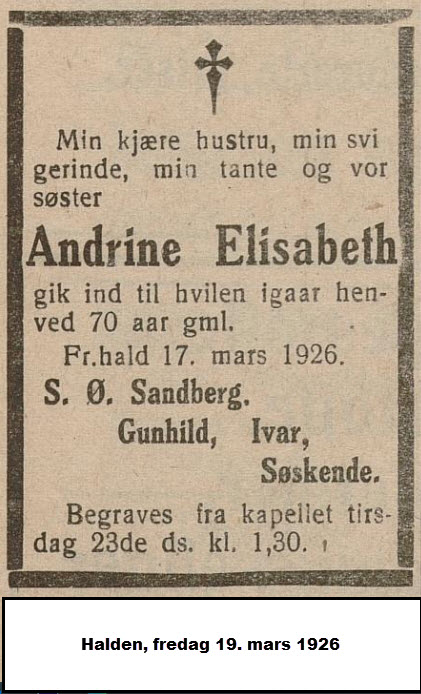 Min kjære hustru, min svi
gerinde, min tante og vor
søster
Andrine Elisabeth
gik ind til hvilen igaar hen-
ved 70 aar gml.
Fr.hald 17. mars 1926.
S. Ø. Sandberg.
Gunhild, Ivar,
Søskende.
Begraves fra kapellet tirs-
dag 23de ds. kl. 1,30.
Halden, fredag 19. mars 1926